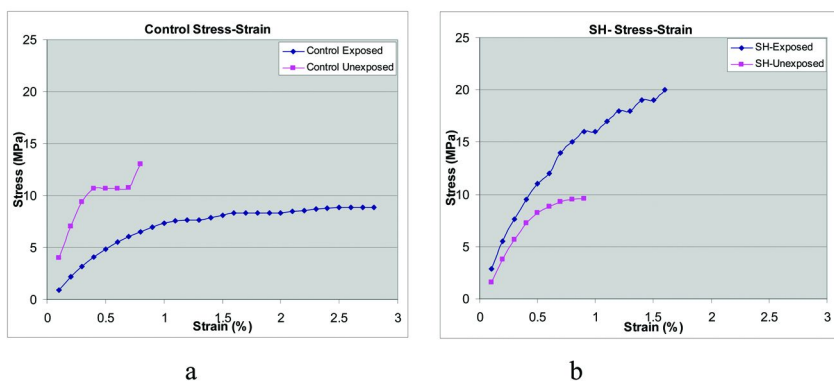 Control Stress-Strain
Control Exposed
Control Unexposed
25
20
15
10
5
0
Stress (MPa)
0
0.5
1
1.5
2
2.5
3
Strain (%)
a
SH- Stress-Strain
SH-Exposed
SH-Unexposed
25
20
15
10
5
0
Stress (MPa)
0
0.5
1
1.5
2
2.5
3
Strain (%)
b